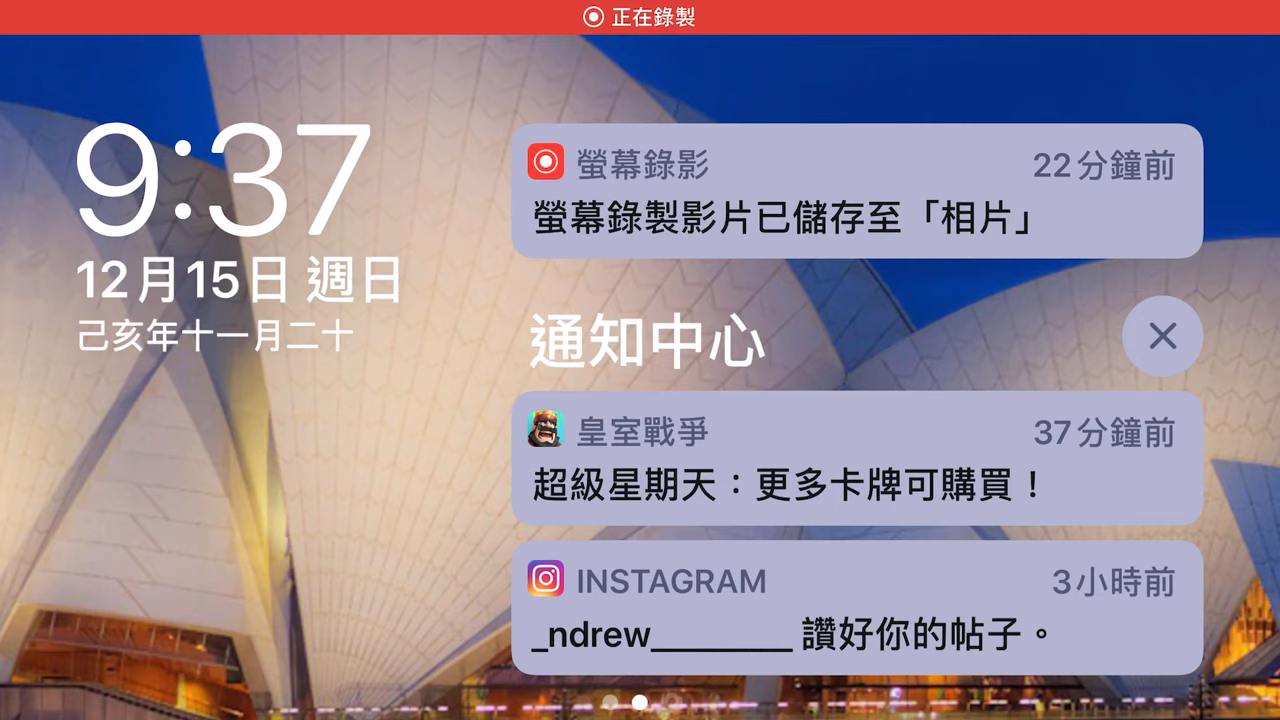 正在錄製
9:37
12月15日 週日
己亥年十一月二十
螢幕錄影
22分鐘前
螢幕錄製影片已儲存至「相片」
通知中心
皇室戰爭
37分鐘前
超級星期天：更多卡牌可購買！
INSTAGRAM
3小時前
_ndrew_________ 讚好你的帖子。